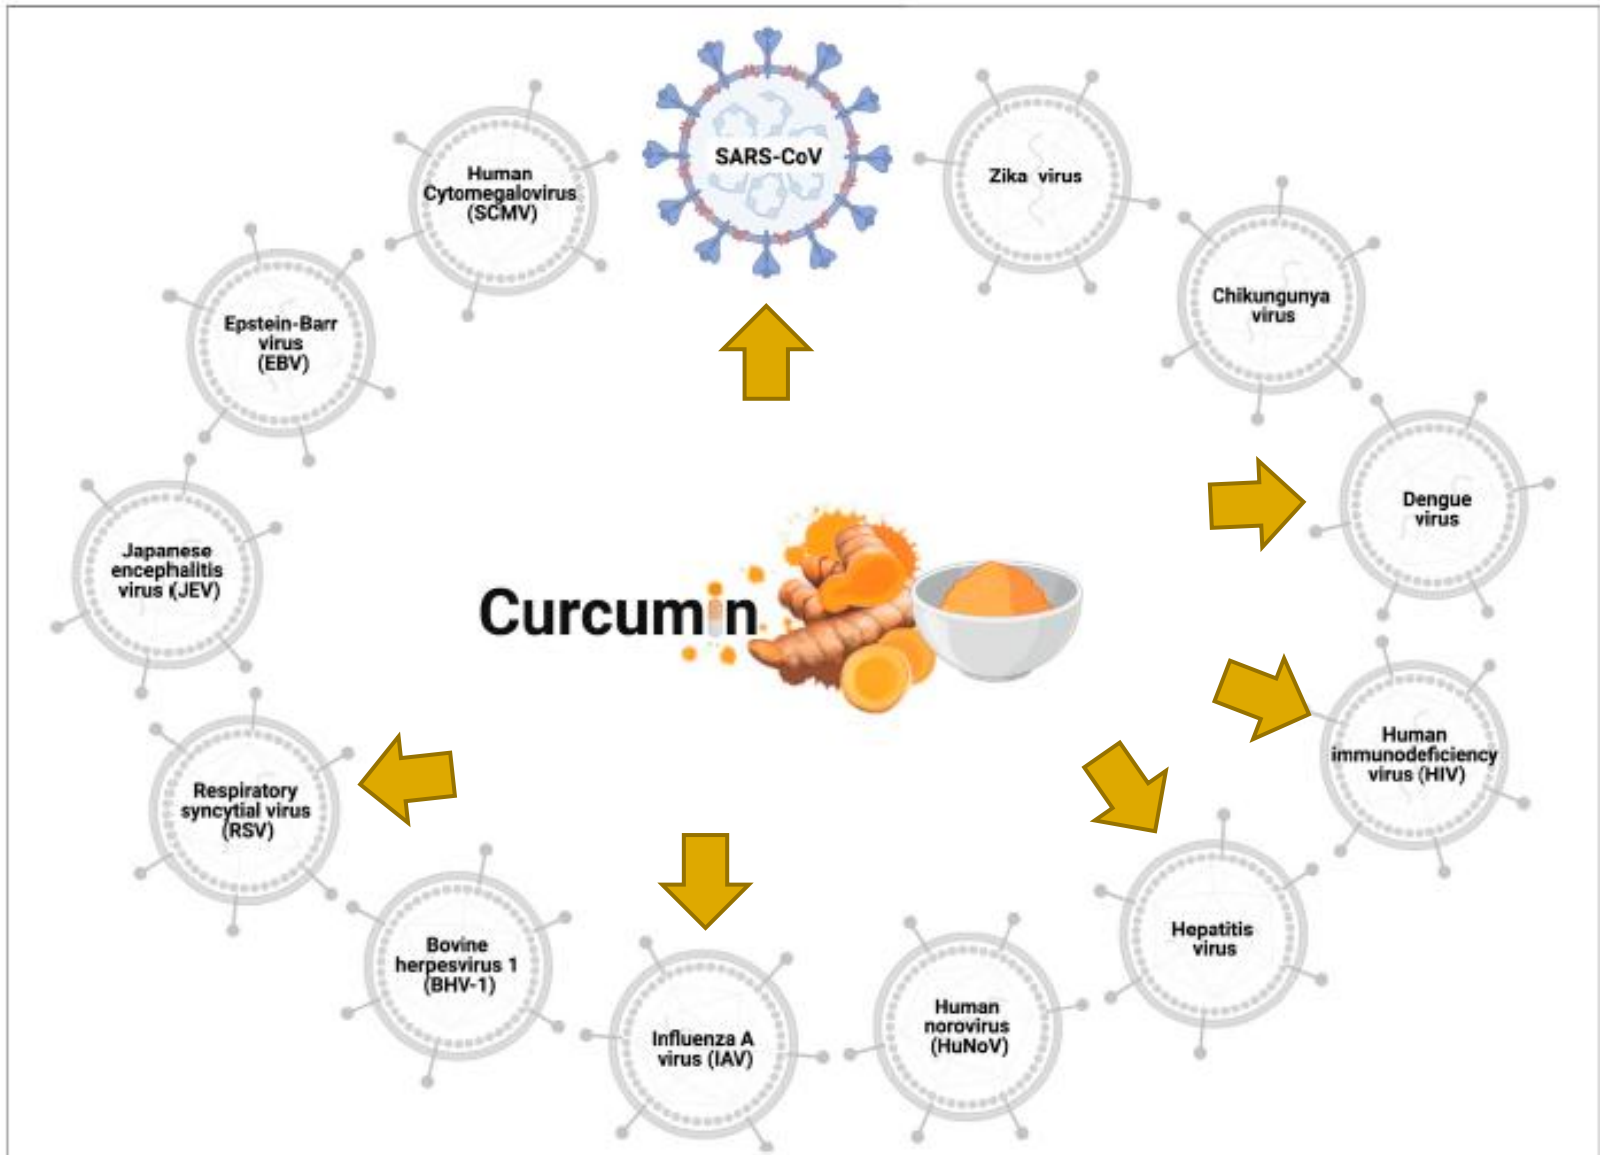 SARS-CoV
Zika virus
Chikungunya
virus
Dengue
virus
Human
immunodeficiency
virus (HIV)
Hepatitis
virus
Human
norovirus
(HuNoV)
Influenza A
virus (IAV)
Bovine
herpesvirus 1
(BHV-1)
Respiratory
syncytial virus
(RSV)
Japanese
encephalitis
virus (JEV)
Epstein-Barr
virus
(EBV)
Human
Cytomegalovirus
(SCMV)
Curcumin